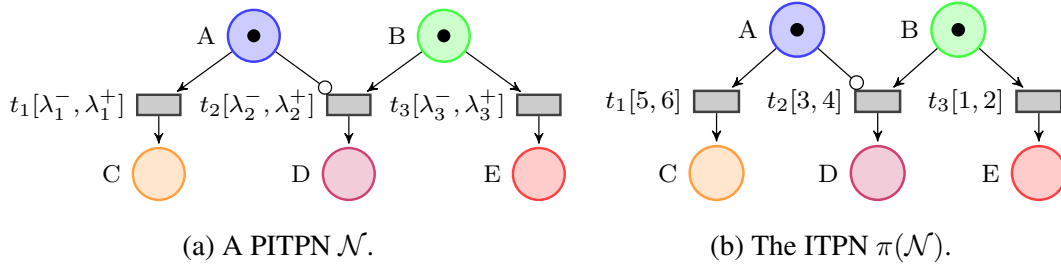 A B
t₁[λ₁⁻, λ₁⁺] t₂[λ₂⁻, λ₂⁺] t₃[λ₃⁻, λ₃⁺]
C D E
(a) A PITPN 𝒩.
A B
t₁[5, 6] t₂[3, 4] t₃[1, 2]
C D E
(b) The ITPN π(𝒩).